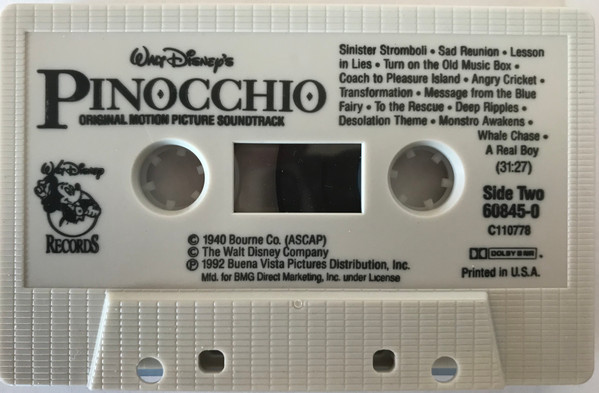 Walt Disney's
PINOCCHIO
ORIGINAL MOTION PICTURE SOUNDTRACK
Sinister Stromboli • Sad Reunion • Lesson
in Lies • Turn on the Old Music Box •
Coach to Pleasure Island • Angry Cricket •
Transformation • Message from the Blue
Fairy • To the Rescue • Deep Ripples •
Desolation Theme • Monstro Awakens •
Whale Chase •
A Real Boy
(31:27)
Side Two
60845-0
C110778
Walt Disney
RECORDS
© 1940 Bourne Co. (ASCAP)
© The Walt Disney Company
℗ 1992 Buena Vista Pictures Distribution, Inc.
Mfd. for BMG Direct Marketing, Inc. under License
DOLBY B NR
Printed in U.S.A.